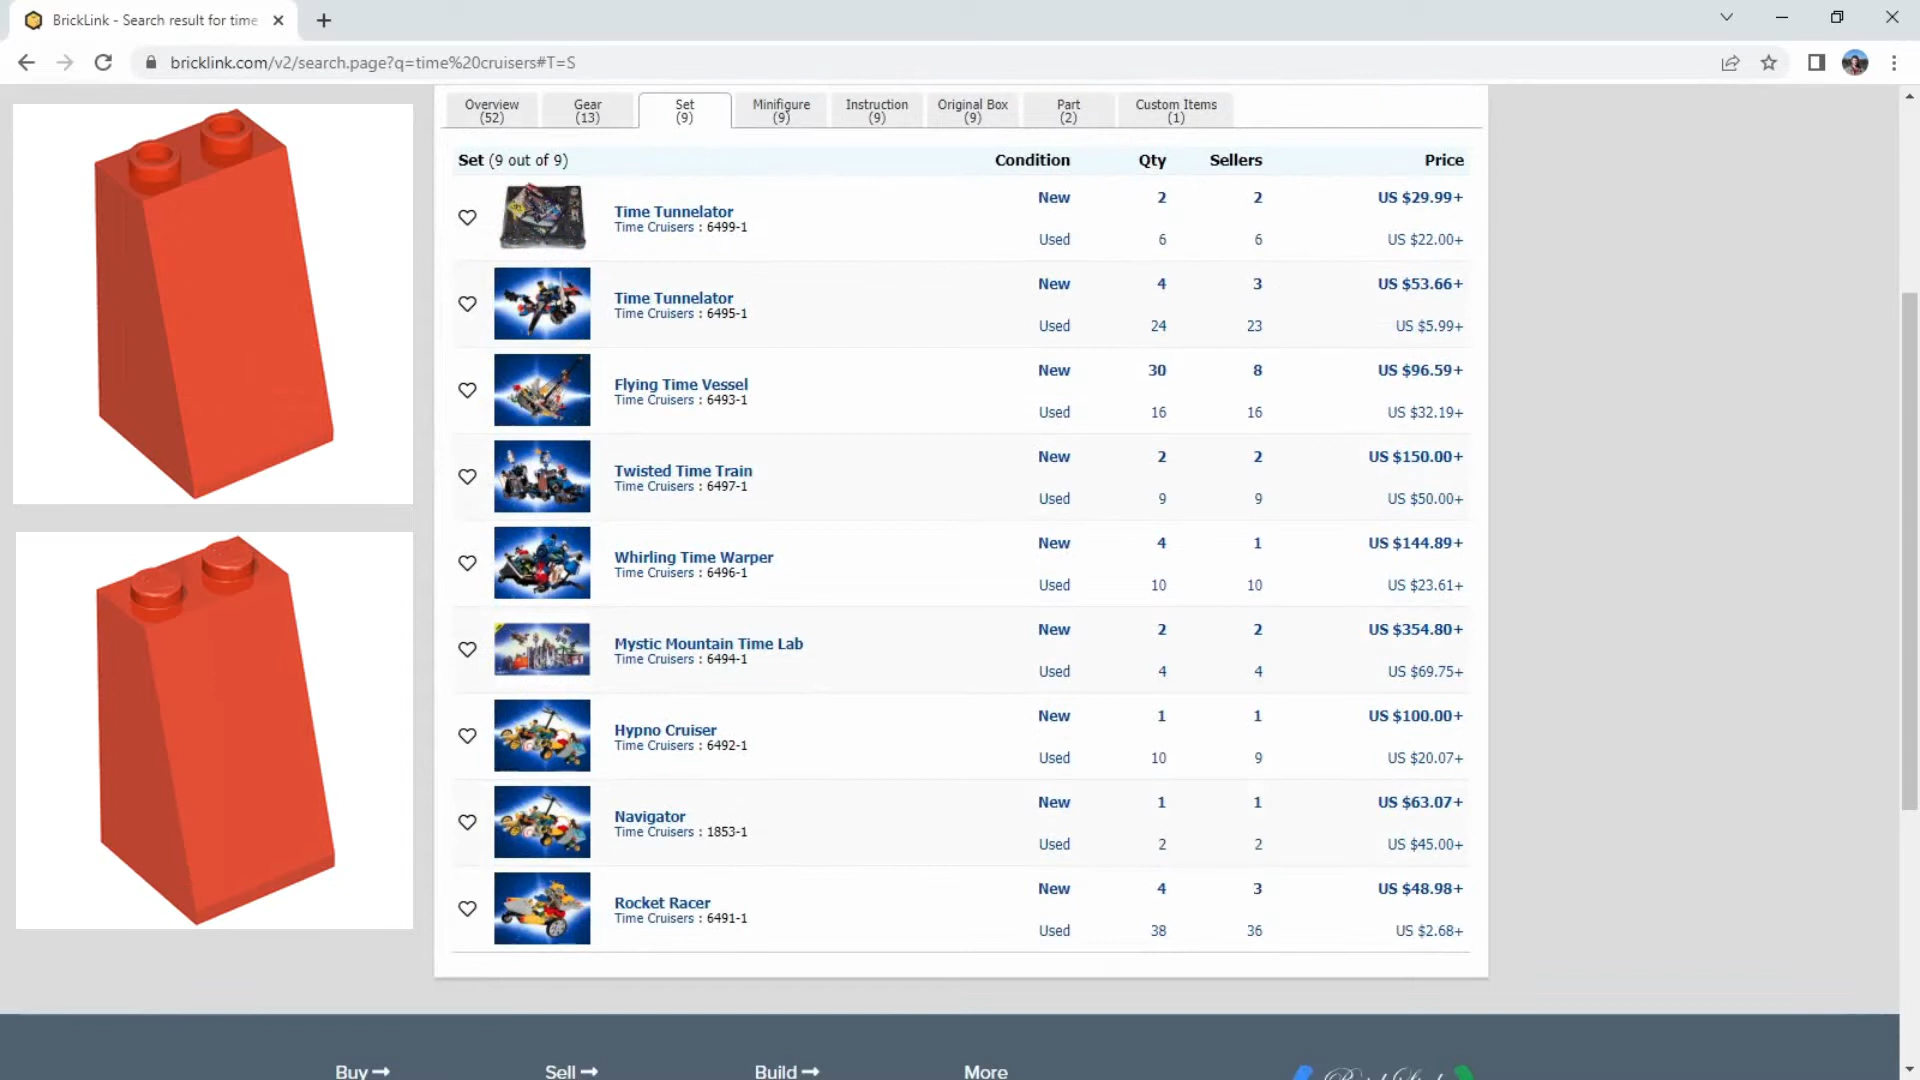 BrickLink - Search result for time
bricklink.com/v2/search.page?q=time%20cruisers#T=S
Overview (52) Gear (13) Set (9) Minifigure (9) Instruction (9) Original Box (9) Part (2) Custom Items (1)
Set (9 out of 9) Condition Qty Sellers Price
Time Tunnelator New 2 2 US $29.99+
Time Cruisers : 6499-1 Used 6 6 US $22.00+
Time Tunnelator New 4 3 US $53.66+
Time Cruisers : 6495-1 Used 24 23 US $5.99+
Flying Time Vessel New 30 8 US $96.59+
Time Cruisers : 6493-1 Used 16 16 US $32.19+
Twisted Time Train New 2 2 US $150.00+
Time Cruisers : 6497-1 Used 9 9 US $50.00+
Whirling Time Warper New 4 1 US $144.89+
Time Cruisers : 6496-1 Used 10 10 US $23.61+
Mystic Mountain Time Lab New 2 2 US $354.80+
Time Cruisers : 6494-1 Used 4 4 US $69.75+
Hypno Cruiser New 1 1 US $100.00+
Time Cruisers : 6492-1 Used 10 9 US $20.07+
Navigator New 1 1 US $63.07+
Time Cruisers : 1853-1 Used 2 2 US $45.00+
Rocket Racer New 4 3 US $48.98+
Time Cruisers : 6491-1 Used 38 36 US $2.68+
Buy Sell Build More